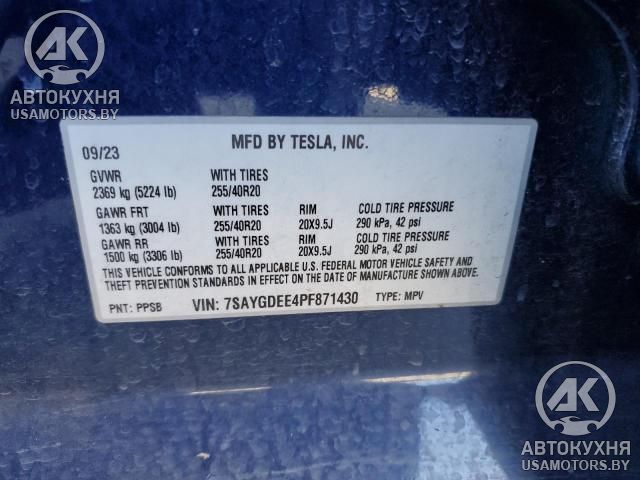 AK
АВТОКУХНЯ
USAMOTORS.BY
MFD BY TESLA, INC.
09/23
GVWR WITH TIRES
2369 kg (5224 lb) 255/40R20
GAWR FRT WITH TIRES RIM COLD TIRE PRESSURE
1363 kg (3004 lb) 255/40R20 20X9.5J 290 kPa, 42 psi
GAWR RR WITH TIRES RIM COLD TIRE PRESSURE
1500 kg (3306 lb) 255/40R20 20X9.5J 290 kPa, 42 psi
THIS VEHICLE CONFORMS TO ALL APPLICABLE U.S. FEDERAL MOTOR VEHICLE SAFETY AND
THEFT PREVENTION STANDARDS IN EFFECT ON THE DATE OF MANUFACTURE SHOWN ABOVE.
PNT: PPSB VIN: 7SAYGDEE4PF871430 TYPE: MPV
AK
АВТОКУХНЯ
USAMOTORS.BY